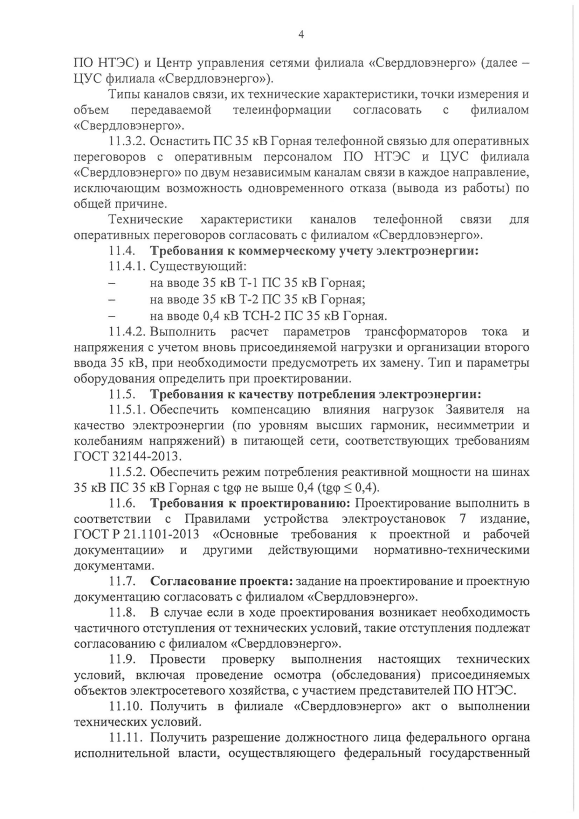 4
ПО НТЭС) и Центр управления сетями филиала «Свердловэнерго» (далее –
ЦУС филиала «Свердловэнерго»).
Типы каналов связи, их технические характеристики, точки измерения и
объем передаваемой телеинформации согласовать с филиалом
«Свердловэнерго».
11.3.2. Оснастить ПС 35 кВ Горная телефонной связью для оперативных
переговоров с оперативным персоналом ПО НТЭС и ЦУС филиала
«Свердловэнерго» по двум независимым каналам связи в каждое направление,
исключающим возможность одновременного отказа (вывода из работы) по
общей причине.
Технические характеристики каналов телефонной связи для
оперативных переговоров согласовать с филиалом «Свердловэнерго».
11.4. Требования к коммерческому учету электроэнергии:
11.4.1. Существующий:
– на вводе 35 кВ Т-1 ПС 35 кВ Горная;
– на вводе 35 кВ Т-2 ПС 35 кВ Горная;
– на вводе 0,4 кВ ТСН-2 ПС 35 кВ Горная.
11.4.2. Выполнить расчет параметров трансформаторов тока и
напряжения с учетом вновь присоединяемой нагрузки и организации второго
ввода 35 кВ, при необходимости предусмотреть их замену. Тип и параметры
оборудования определить при проектировании.
11.5. Требования к качеству потребления электроэнергии:
11.5.1. Обеспечить компенсацию влияния нагрузок Заявителя на
качество электроэнергии (по уровням высших гармоник, несимметрии и
колебаниям напряжений) в питающей сети, соответствующих требованиям
ГОСТ 32144-2013.
11.5.2. Обеспечить режим потребления реактивной мощности на шинах
35 кВ ПС 35 кВ Горная с tgφ не выше 0,4 (tgφ ≤ 0,4).
11.6. Требования к проектированию: Проектирование выполнить в
соответствии с Правилами устройства электроустановок 7 издание,
ГОСТ Р 21.1101-2013 «Основные требования к проектной и рабочей
документации» и другими действующими нормативно-техническими
документами.
11.7. Согласование проекта: задание на проектирование и проектную
документацию согласовать с филиалом «Свердловэнерго».
11.8. В случае если в ходе проектирования возникает необходимость
частичного отступления от технических условий, такие отступления подлежат
согласованию с филиалом «Свердловэнерго».
11.9. Провести проверку выполнения настоящих технических
условий, включая проведение осмотра (обследования) присоединяемых
объектов электросетевого хозяйства, с участием представителей ПО НТЭС.
11.10. Получить в филиале «Свердловэнерго» акт о выполнении
технических условий.
11.11. Получить разрешение должностного лица федерального органа
исполнительной власти, осуществляющего федеральный государственный